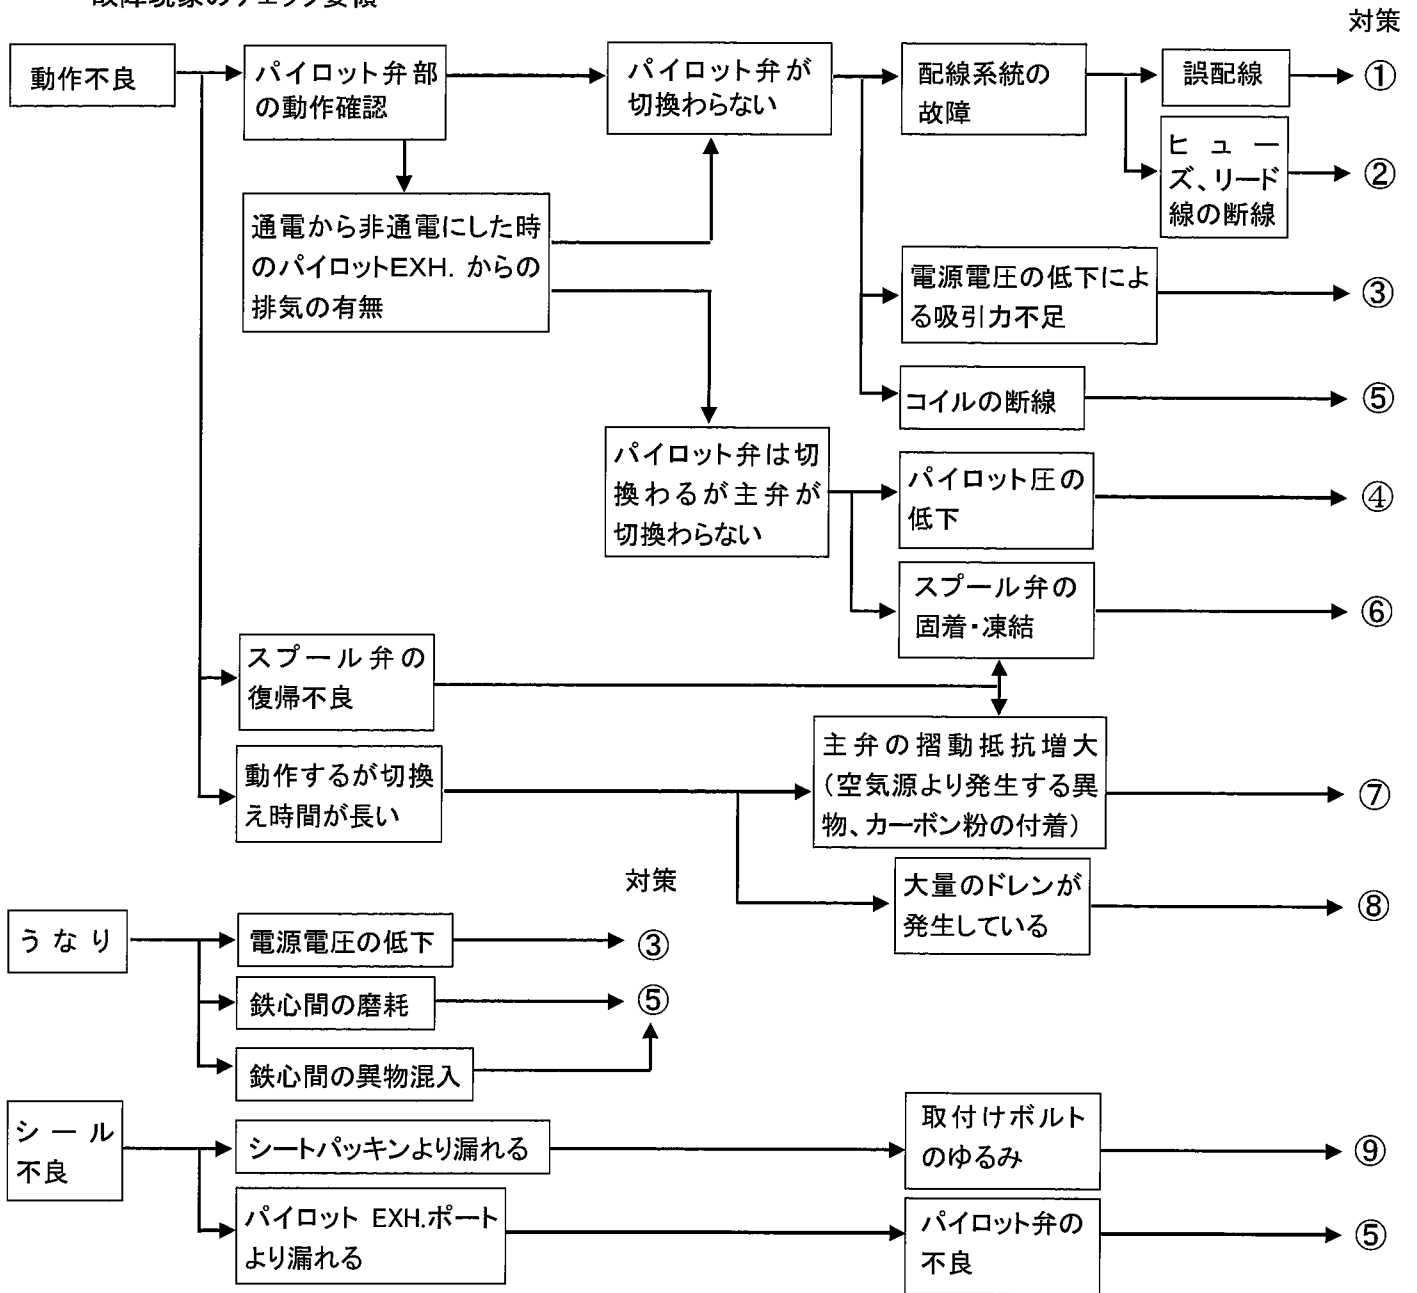 故障現象のチェック要領
対策
動作不良
パイロット弁部
の動作確認
パイロット弁が
切換わらない
配線系統の
故障
誤配線
①
ヒュー
ズ、リード
線の断線
②
通電から非通電にした時
のパイロットEXH. からの
排気の有無
電源電圧の低下によ
る吸引力不足
③
コイルの断線
⑤
パイロット弁は切
換わるが主弁が
切換わらない
パイロット圧の
低下
④
スプール弁の
固着・凍結
⑥
スプール弁の
復帰不良
動作するが切換
え時間が長い
主弁の摺動抵抗増大
(空気源より発生する異
物、カーボン粉の付着)
⑦
大量のドレンが
発生している
⑧
対策
うなり
電源電圧の低下
③
鉄心間の磨耗
⑤
鉄心間の異物混入
シール
不良
シートパッキンより漏れる
取付けボルト
のゆるみ
⑨
パイロット EXH.ポート
より漏れる
パイロット弁の
不良
⑤